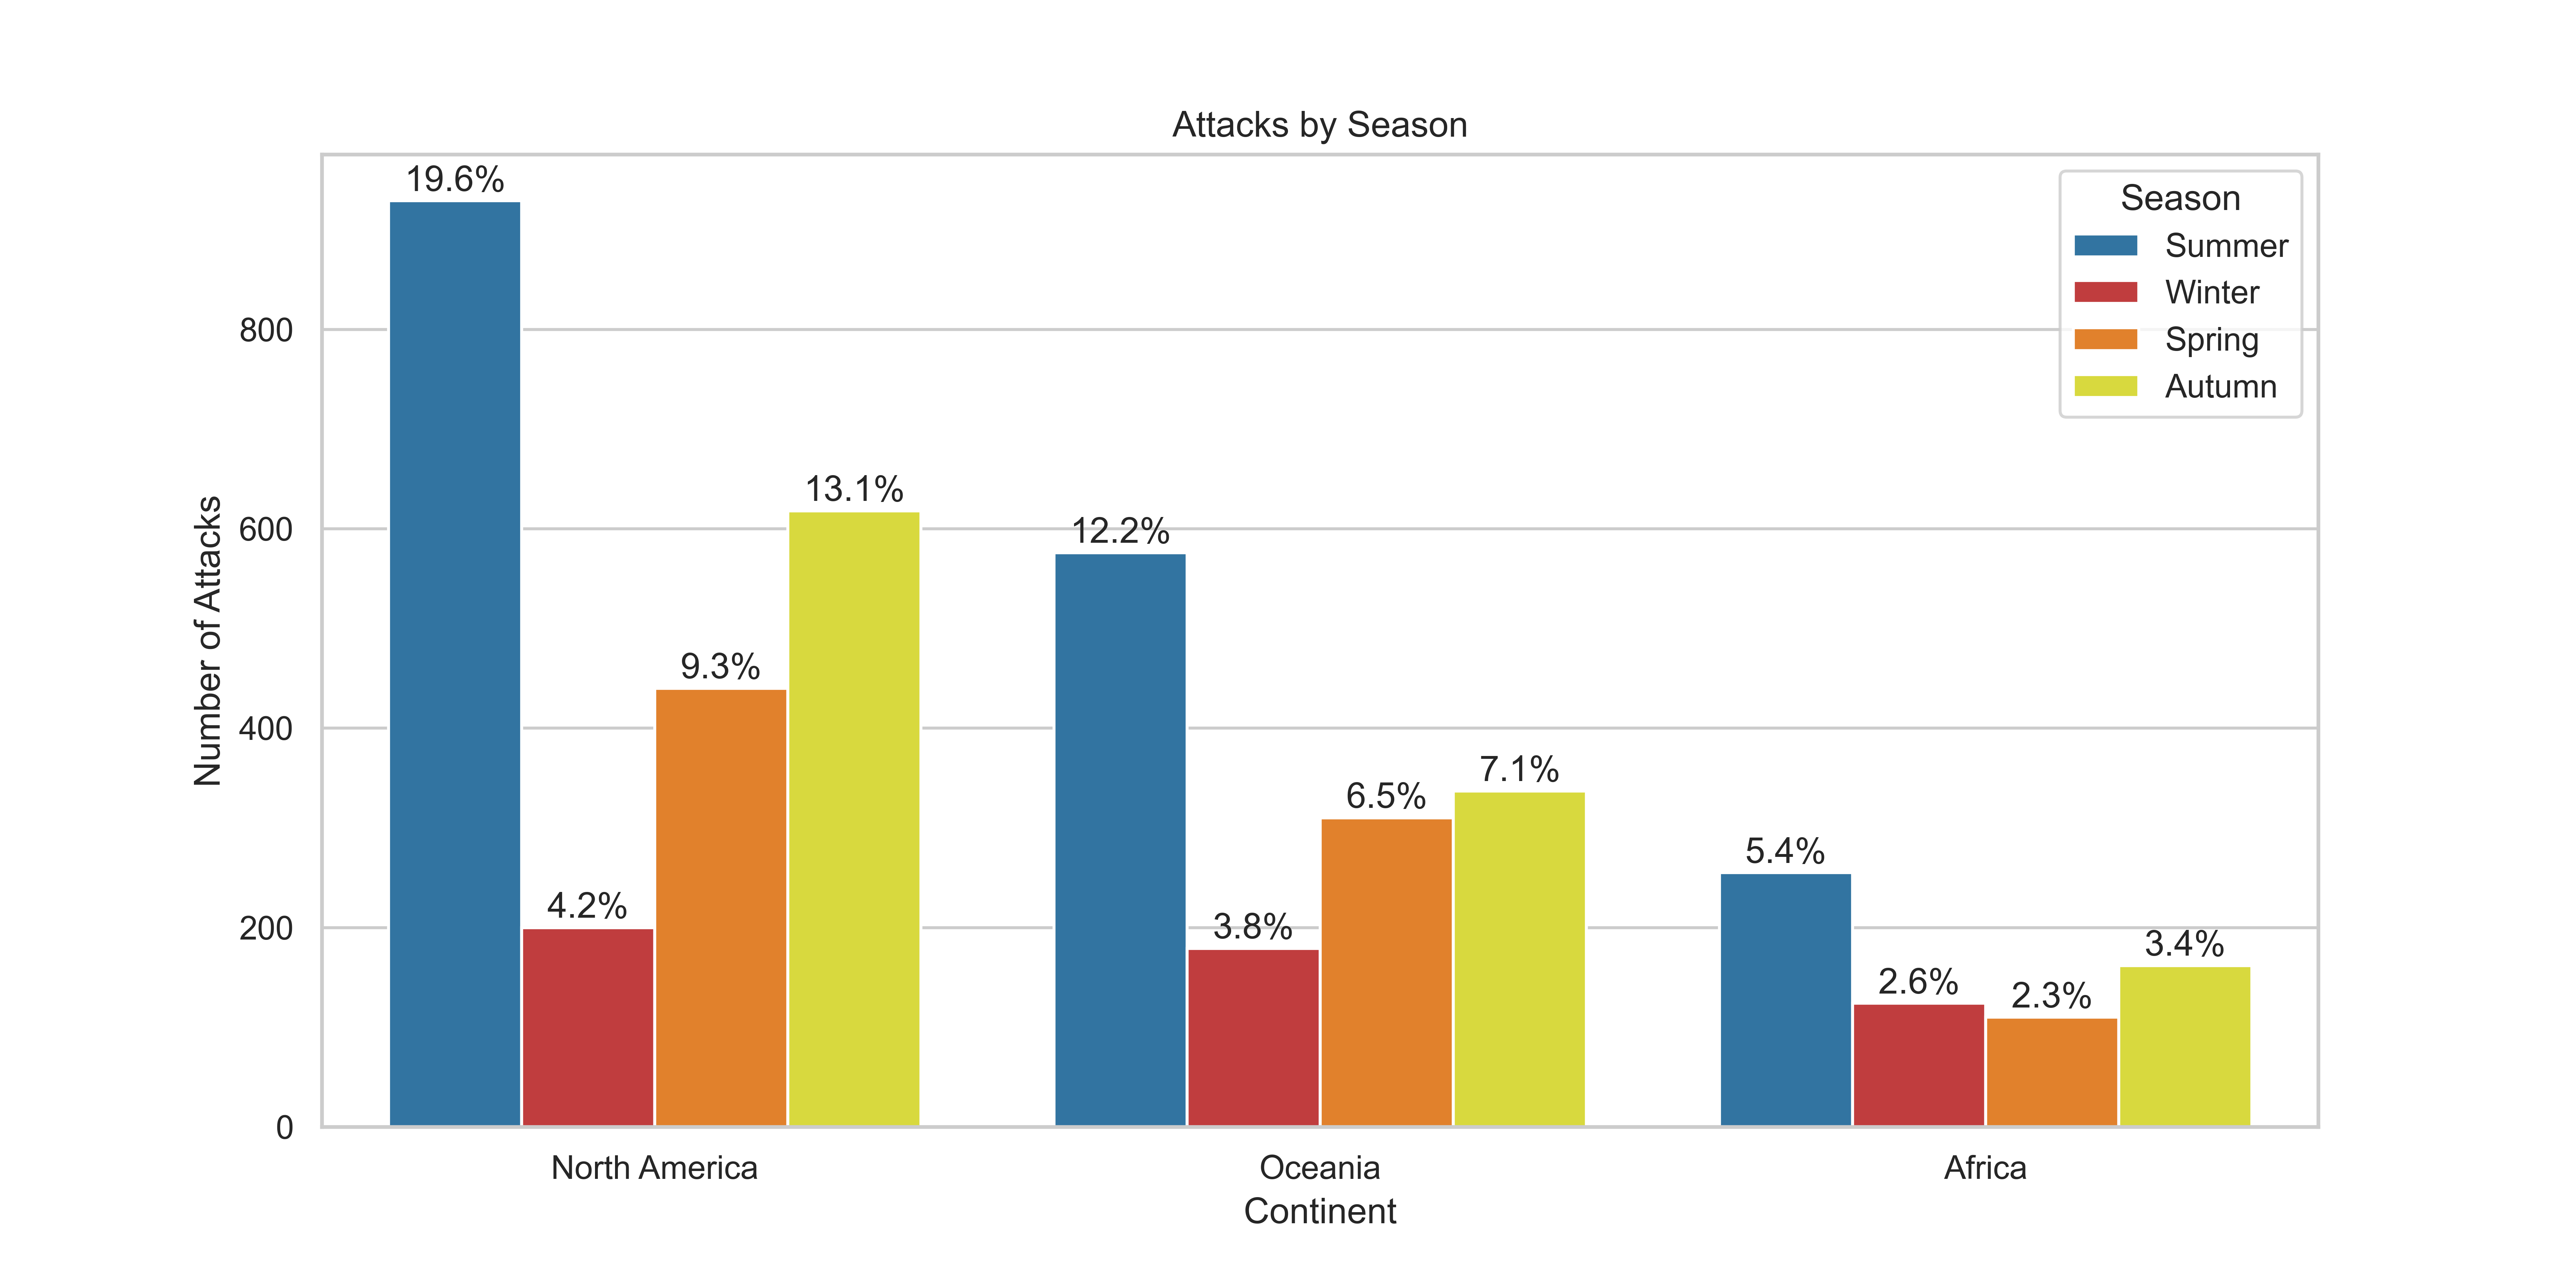 Attacks by Season
19.6%
4.2%
9.3%
13.1%
12.2%
3.8%
6.5%
7.1%
5.4%
2.6%
2.3%
3.4%
Season
Summer
Winter
Spring
Autumn
Number of Attacks
800
600
400
200
0
North America
Oceania
Africa
Continent